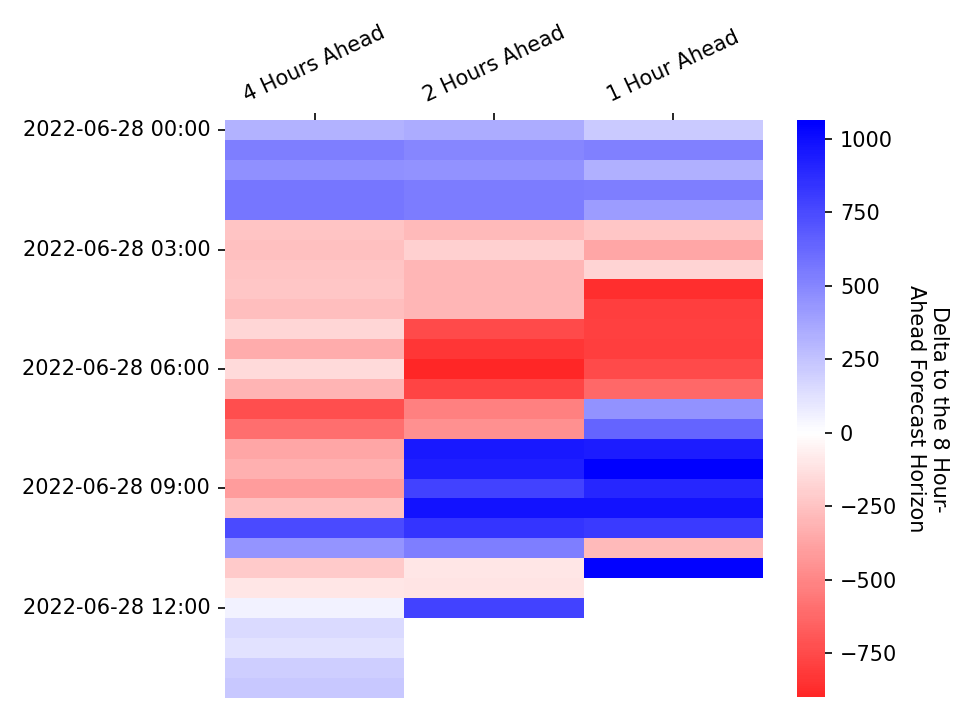 4 Hours Ahead
2 Hours Ahead
1 Hour Ahead
2022-06-28 00:00
2022-06-28 03:00
2022-06-28 06:00
2022-06-28 09:00
2022-06-28 12:00
1000
750
500
250
0
−250
−500
−750
Delta to the 8 Hour-
Ahead Forecast Horizon